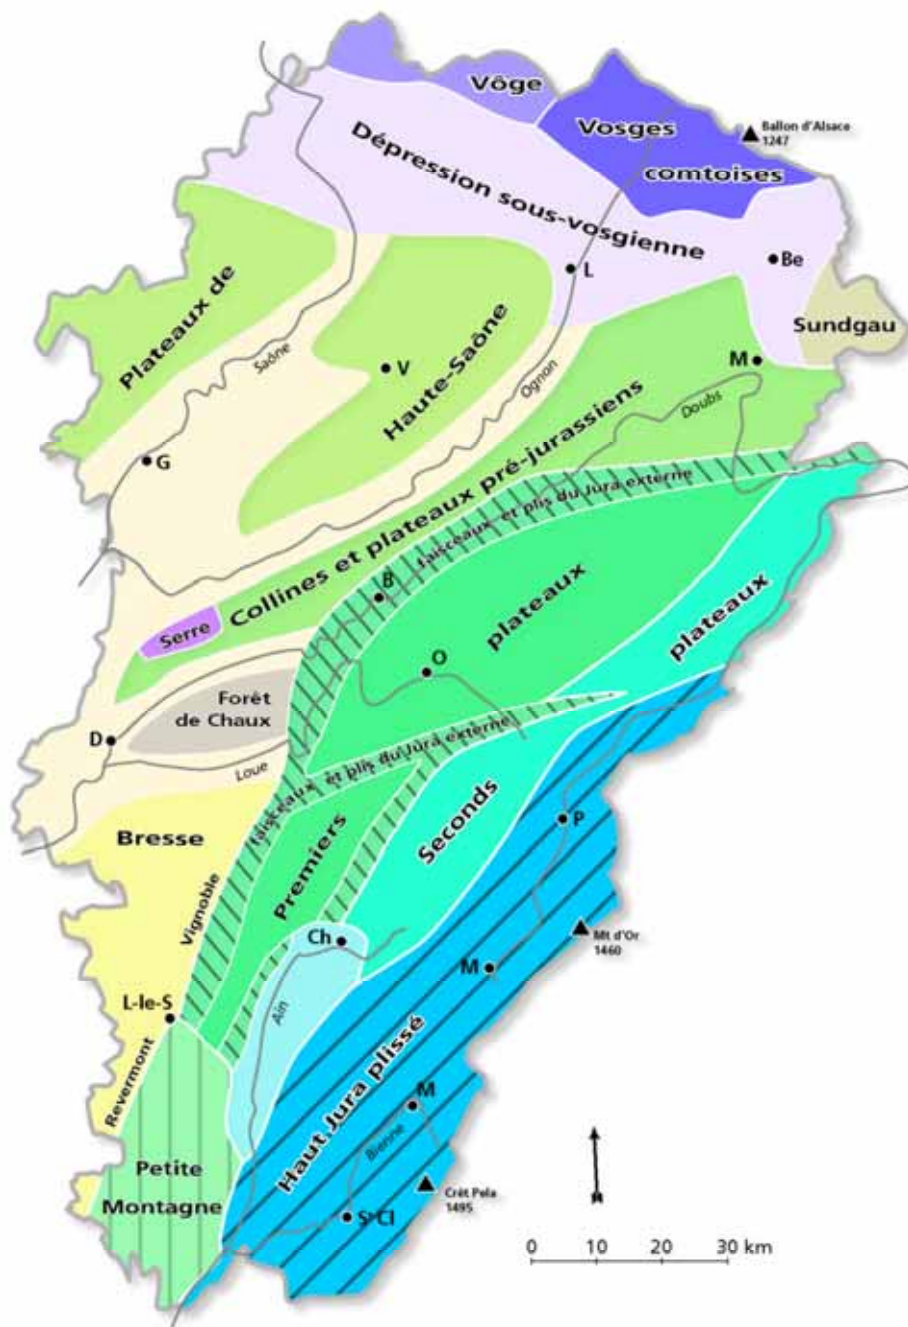 Vôge
Vosges
comtoises
Ballon d'Alsace
1247
Dépression sous-vosgienne
Be
L
Sundgau
Plateaux de
Haute-Saône
Saône
V
Ognon
M
Doubs
G
Collines et plateaux pré-jurassiens
faisceaux et plis du Jura externe
B
plateaux
plateaux
Serre
O
Forêt
de Chaux
D
Loue
faisceaux et plis du Jura externe
Bresse
Premiers
Seconds
P
Vignoble
Ch
Mt d'Or
1460
M
L-le-S
Ain
Revermont
Haut Jura plissé
M
Bienne
Petite
Montagne
Crêt Pela
1495
St Cl
0 10 20 30 km